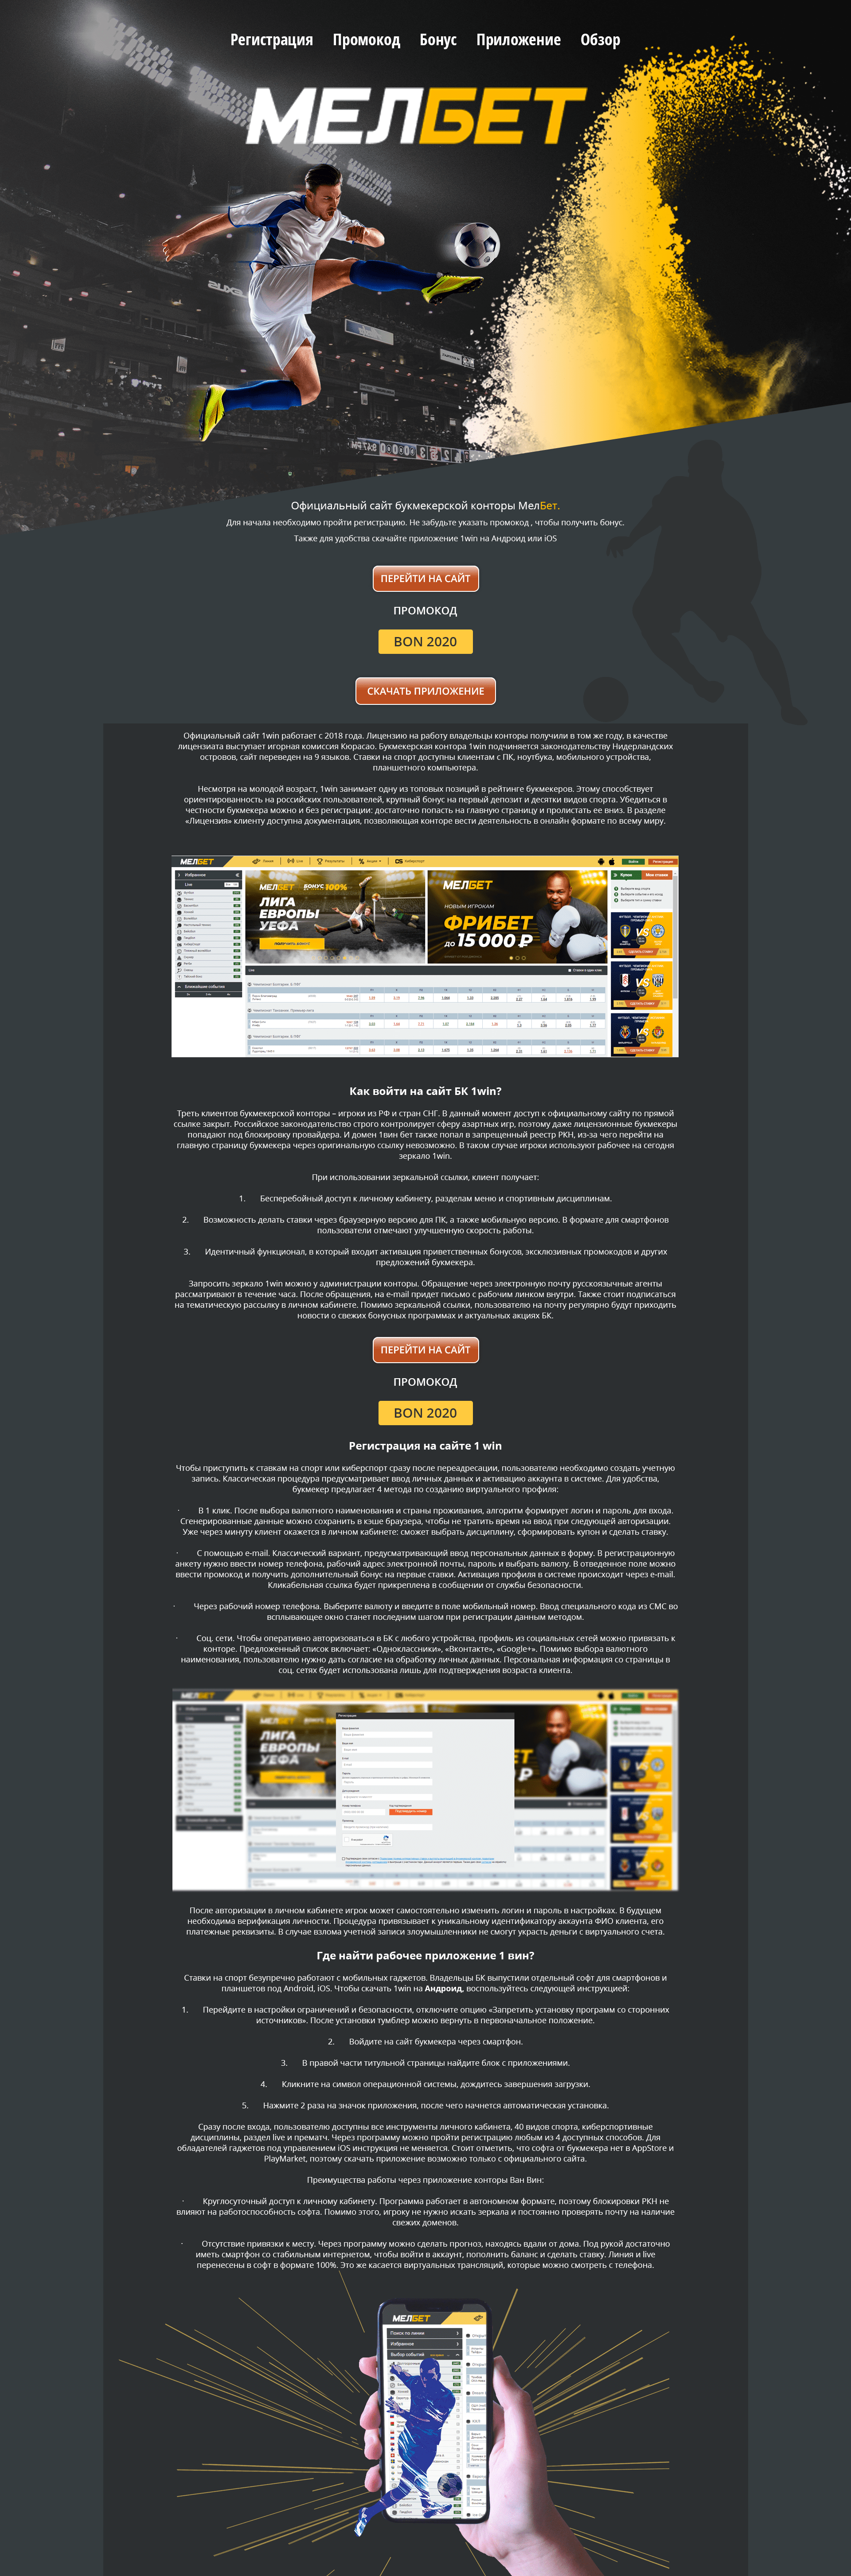 Регистрация Промокод Бонус Приложение Обзор
МЕЛБЕТ
Официальный сайт букмекерской конторы МелБет.
Для начала необходимо пройти регистрацию. Не забудьте указать промокод , чтобы получить бонус.
Также для удобства скачайте приложение 1win на Андроид или iOS
ПЕРЕЙТИ НА САЙТ
ПРОМОКОД
BON 2020
СКАЧАТЬ ПРИЛОЖЕНИЕ
Официальный сайт 1win работает с 2018 года. Лицензию на работу владельцы конторы получили в том же году, в качестве
лицензиата выступает игорная комиссия Кюрасао. Букмекерская контора 1win подчиняется законодательству Нидерландских
островов, сайт переведен на 9 языков. Ставки на спорт доступны клиентам с ПК, ноутбука, мобильного устройства,
планшетного компьютера.
Несмотря на молодой возраст, 1win занимает одну из топовых позиций в рейтинге букмекеров. Этому способствует
ориентированность на российских пользователей, крупный бонус на первый депозит и десятки видов спорта. Убедиться в
честности букмекера можно и без регистрации: достаточно попасть на главную страницу и пролистать ее вниз. В разделе
«Лицензия» клиенту доступна документация, позволяющая конторе вести деятельность в онлайн формате по всему миру.
МЕЛБЕТ
Избранное
Live
МЕЛБЕТ БОНУС 100%
ЛИГА
ЕВРОПЫ
УЕФА
МЕЛБЕТ
НОВЫМ ИГРОКАМ
ФРИБЕТ
ДО 15 000 ₽
Купон Мои ставки
VS
VS
VS
Ближайшие события
Как войти на сайт БК 1win?
Треть клиентов букмекерской конторы – игроки из РФ и стран СНГ. В данный момент доступ к официальному сайту по прямой
ссылке закрыт. Российское законодательство строго контролирует сферу азартных игр, поэтому даже лицензионные букмекеры
попадают под блокировку провайдера. И домен 1вин бет также попал в запрещенный реестр РКН, из-за чего перейти на
главную страницу букмекера через оригинальную ссылку невозможно. В таком случае игроки используют рабочее на сегодня
зеркало 1win.
При использовании зеркальной ссылки, клиент получает:
1. Бесперебойный доступ к личному кабинету, разделам меню и спортивным дисциплинам.
2. Возможность делать ставки через браузерную версию для ПК, а также мобильную версию. В формате для смартфонов
пользователи отмечают улучшенную скорость работы.
3. Идентичный функционал, в который входит активация приветственных бонусов, эксклюзивных промокодов и других
предложений букмекера.
Запросить зеркало 1win можно у администрации конторы. Обращение через электронную почту русскоязычные агенты
рассматривают в течение часа. После обращения, на e-mail придет письмо с рабочим линком внутри. Также стоит подписаться
на тематическую рассылку в личном кабинете. Помимо зеркальной ссылки, пользователю на почту регулярно будут приходить
новости о свежих бонусных программах и актуальных акциях БК.
ПЕРЕЙТИ НА САЙТ
ПРОМОКОД
BON 2020
Регистрация на сайте 1 win
Чтобы приступить к ставкам на спорт или киберспорт сразу после переадресации, пользователю необходимо создать учетную
запись. Классическая процедура предусматривает ввод личных данных и активацию аккаунта в системе. Для удобства,
букмекер предлагает 4 метода по созданию виртуального профиля:
· В 1 клик. После выбора валютного наименования и страны проживания, алгоритм формирует логин и пароль для входа.
Сгенерированные данные можно сохранить в кэше браузера, чтобы не тратить время на ввод при следующей авторизации.
Уже через минуту клиент окажется в личном кабинете: сможет выбрать дисциплину, сформировать купон и сделать ставку.
· С помощью e-mail. Классический вариант, предусматривающий ввод персональных данных в форму. В регистрационную
анкету нужно ввести номер телефона, рабочий адрес электронной почты, пароль и выбрать валюту. В отведенное поле можно
ввести промокод и получить дополнительный бонус на первые ставки. Активация профиля в системе происходит через e-mail.
Кликабельная ссылка будет прикреплена в сообщении от службы безопасности.
· Через рабочий номер телефона. Выберите валюту и введите в поле мобильный номер. Ввод специального кода из СМС во
всплывающее окно станет последним шагом при регистрации данным методом.
· Соц. сети. Чтобы оперативно авторизоваться в БК с любого устройства, профиль из социальных сетей можно привязать к
конторе. Предложенный список включает: «Одноклассники», «Вконтакте», «Google+». Помимо выбора валютного
наименования, пользователю нужно дать согласие на обработку личных данных. Персональная информация со страницы в
соц. сетях будет использована лишь для подтверждения возраста клиента.
МЕЛБЕТ
ЛИГА
ЕВРОПЫ
УЕФА
Регистрация
После авторизации в личном кабинете игрок может самостоятельно изменить логин и пароль в настройках. В будущем
необходима верификация личности. Процедура привязывает к уникальному идентификатору аккаунта ФИО клиента, его
платежные реквизиты. В случае взлома учетной записи злоумышленники не смогут украсть деньги с виртуального счета.
Где найти рабочее приложение 1 вин?
Ставки на спорт безупречно работают с мобильных гаджетов. Владельцы БК выпустили отдельный софт для смартфонов и
планшетов под Android, iOS. Чтобы скачать 1win на Андроид, воспользуйтесь следующей инструкцией:
1. Перейдите в настройки ограничений и безопасности, отключите опцию «Запретить установку программ со сторонних
источников». После установки тумблер можно вернуть в первоначальное положение.
2. Войдите на сайт букмекера через смартфон.
3. В правой части титульной страницы найдите блок с приложениями.
4. Кликните на символ операционной системы, дождитесь завершения загрузки.
5. Нажмите 2 раза на значок приложения, после чего начнется автоматическая установка.
Сразу после входа, пользователю доступны все инструменты личного кабинета, 40 видов спорта, киберспортивные
дисциплины, раздел live и прематч. Через программу можно пройти регистрацию любым из 4 доступных способов. Для
обладателей гаджетов под управлением iOS инструкция не меняется. Стоит отметить, что софта от букмекера нет в AppStore и
PlayMarket, поэтому скачать приложение возможно только с официального сайта.
Преимущества работы через приложение конторы Ван Вин:
· Круглосуточный доступ к личному кабинету. Программа работает в автономном формате, поэтому блокировки РКН не
влияют на работоспособность софта. Помимо этого, игроку не нужно искать зеркала и постоянно проверять почту на наличие
свежих доменов.
· Отсутствие привязки к месту. Через программу можно сделать прогноз, находясь вдали от дома. Под рукой достаточно
иметь смартфон со стабильным интернетом, чтобы войти в аккаунт, пополнить баланс и сделать ставку. Линия и live
перенесены в софт в формате 100%. Это же касается виртуальных трансляций, которые можно смотреть с телефона.
МЕЛБЕТ
Поиск по линии
Избранное
Выбор событий